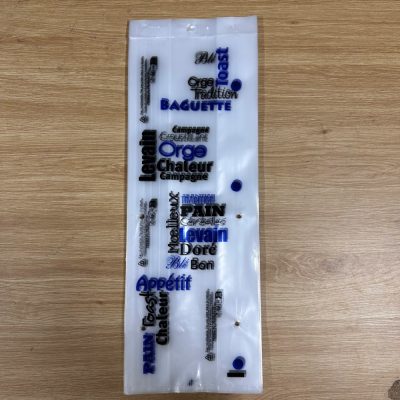 Blé
Toast
Orge
Tradition
BAGUETTE
Levain
Campagne
Croustillant
Orge
Chaleur
Campagne
Moelleux
TRADITION
PAIN
Céréales
Levain
Doré
Blé Bon
Appétit
PAIN
Toast
Chaleur